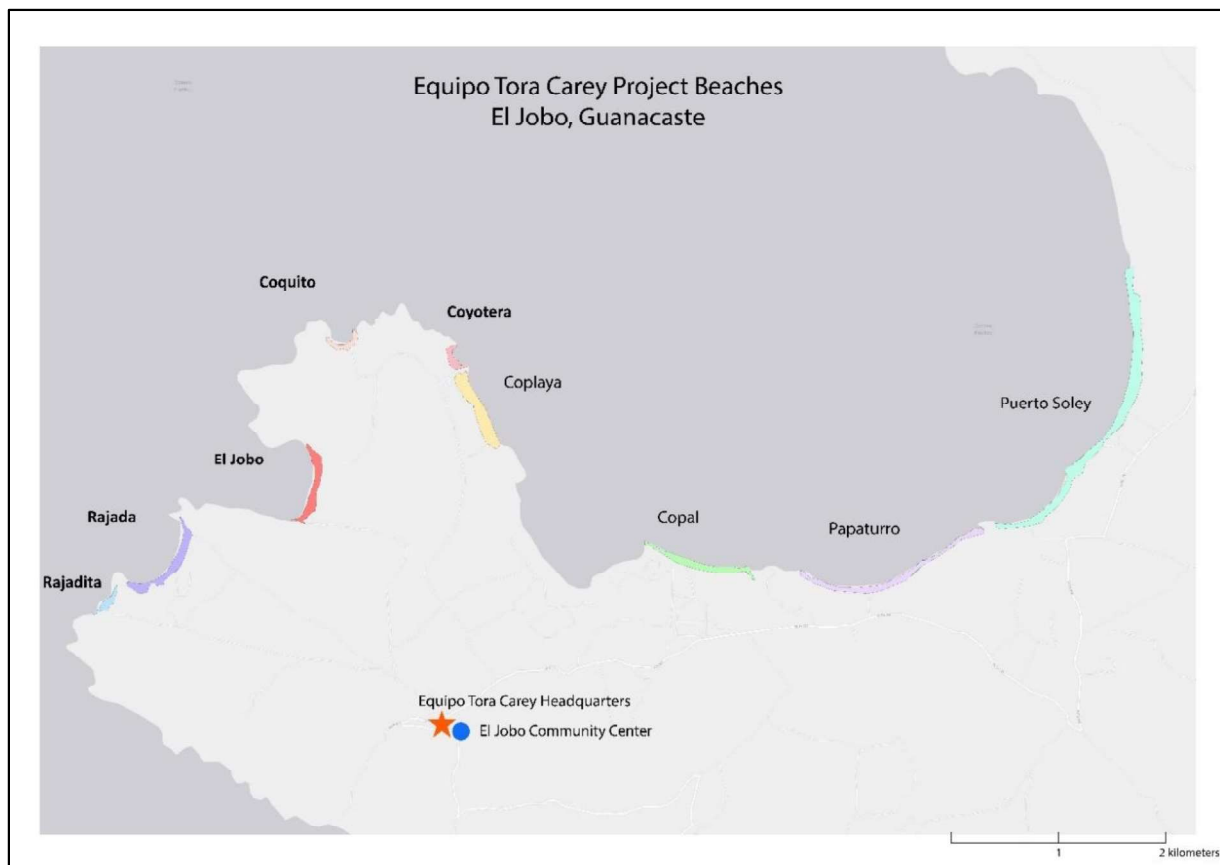 Equipo Tora Carey Project Beaches
El Jobo, Guanacaste
Coquito
Coyotera
Coplaya
Puerto Soley
El Jobo
Rajada
Copal
Papaturro
Rajadita
Equipo Tora Carey Headquarters
El Jobo Community Center
1
2 kilometers